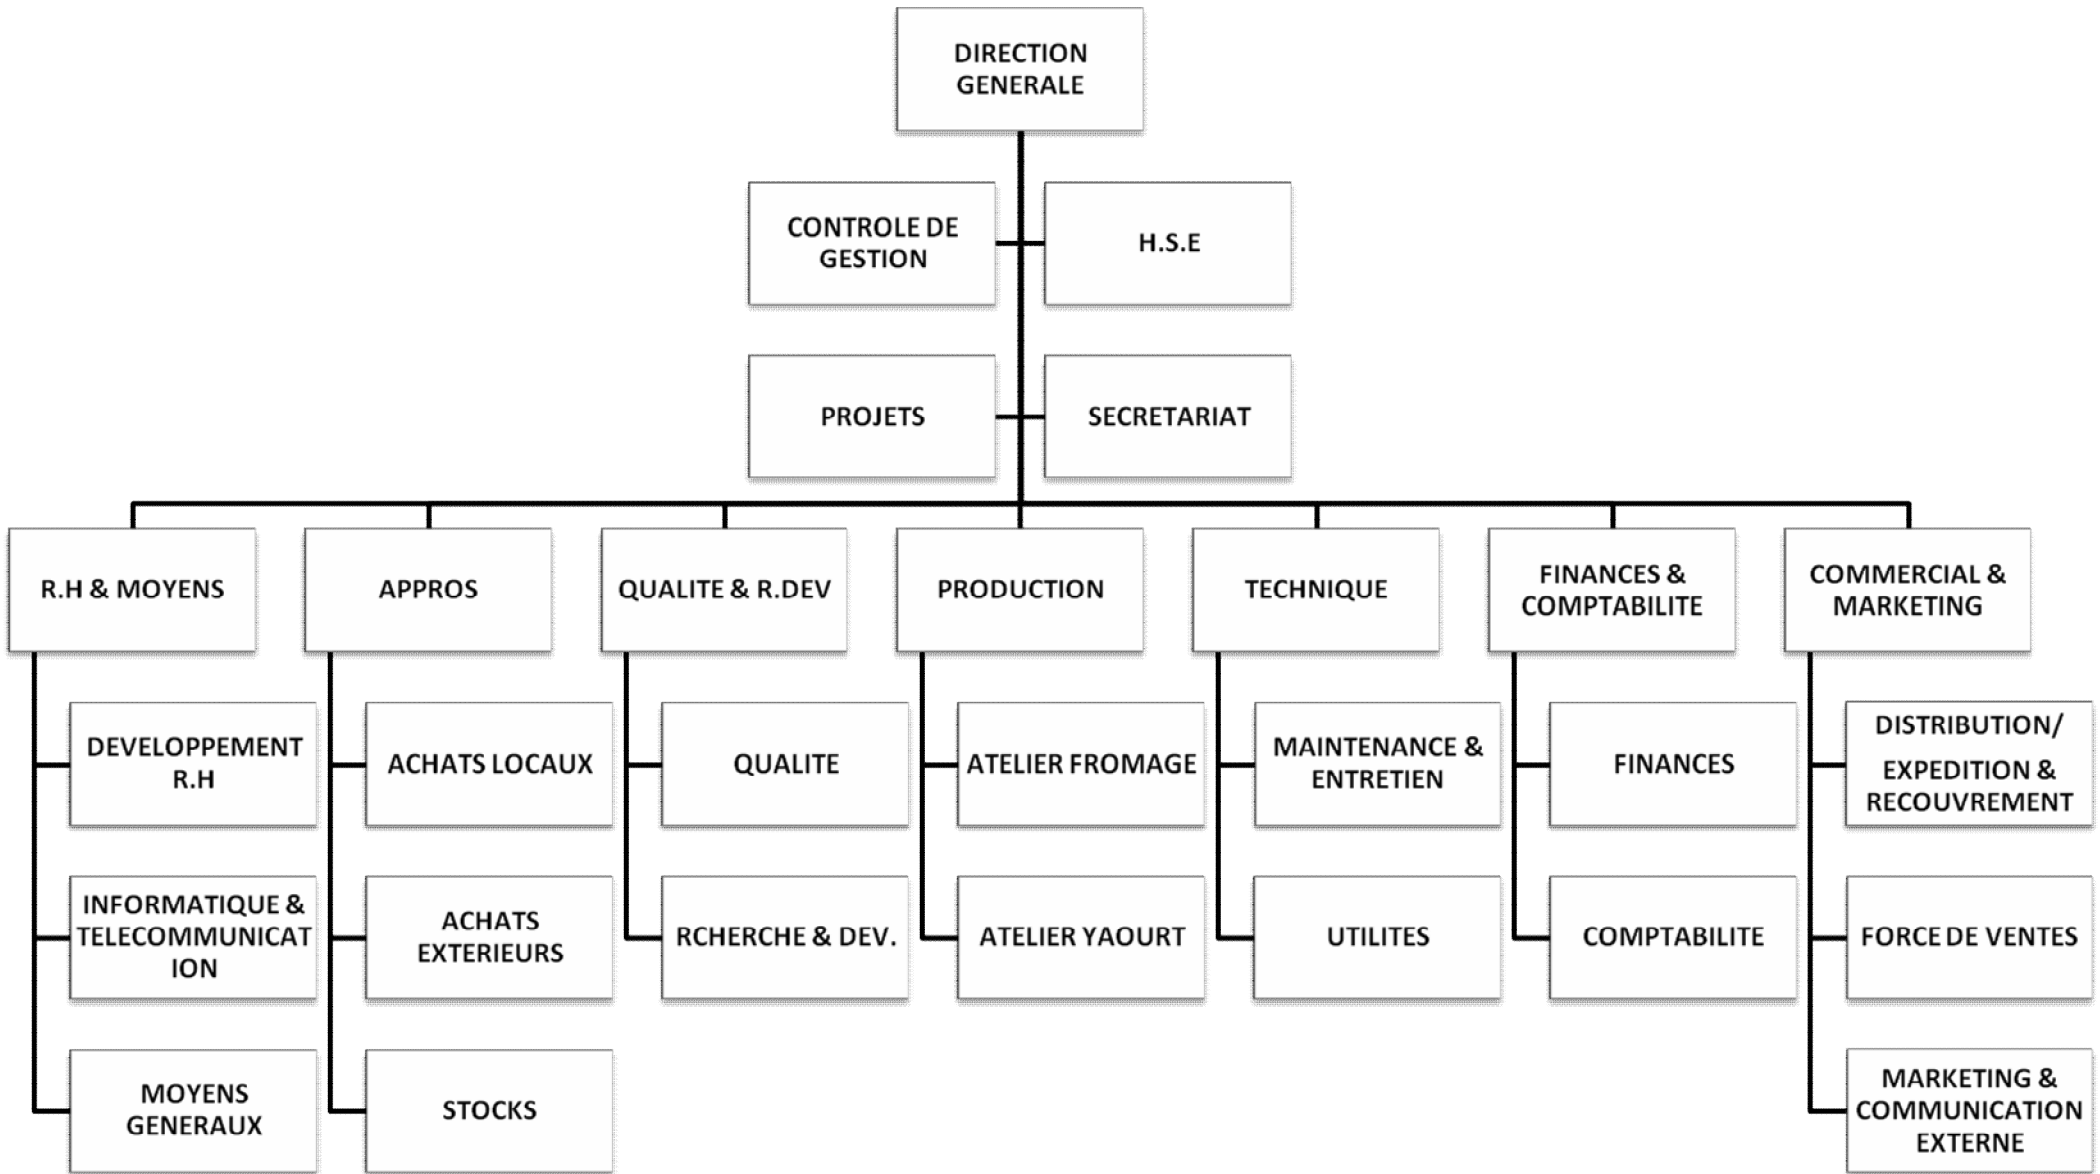 DIRECTION
GENERALE
CONTROLE DE
GESTION
H.S.E
PROJETS
SECRETARIAT
R.H & MOYENS
APPROS
QUALITE & R.DEV
PRODUCTION
TECHNIQUE
FINANCES &
COMPTABILITE
COMMERCIAL &
MARKETING
DEVELOPPEMENT
R.H
ACHATS LOCAUX
QUALITE
ATELIER FROMAGE
MAINTENANCE &
ENTRETIEN
FINANCES
DISTRIBUTION/
EXPEDITION &
RECOUVREMENT
INFORMATIQUE &
TELECOMMUNICAT
ION
ACHATS
EXTERIEURS
RCHERCHE & DEV.
ATELIER YAOURT
UTILITES
COMPTABILITE
FORCE DE VENTES
MOYENS
GENERAUX
STOCKS
MARKETING &
COMMUNICATION
EXTERNE